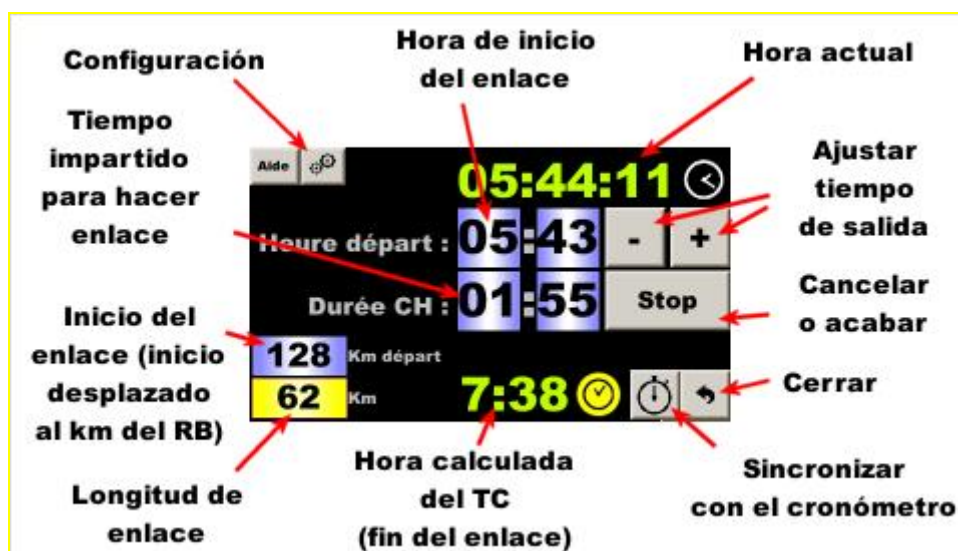 Configuración
Hora de inicio
del enlace
Hora actual
Tiempo
impartido
para hacer
enlace
Ajustar
tiempo
de salida
Aide
05:44:11
Heure départ : 05:43 - +
Durée CH : 01:55 Stop
Cancelar
o acabar
Inicio del
enlace (inicio
desplazado
al km del RB)
128 Km départ
62 Km
7:38
Cerrar
Longitud de
enlace
Hora calculada
del TC
(fin del enlace)
Sincronizar
con el cronómetro